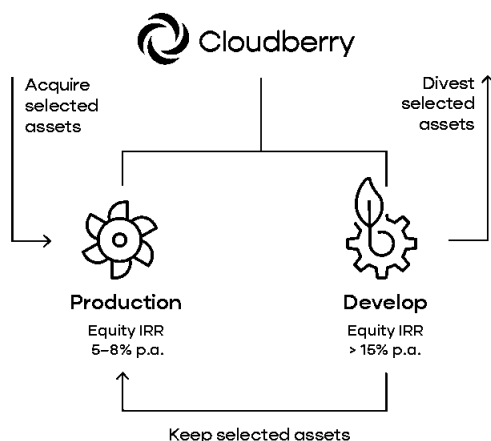 Cloudberry
Acquire
selected
assets
Divest
selected
assets
Production
Equity IRR
5–8% p.a.
Develop
Equity IRR
> 15% p.a.
Keep selected assets